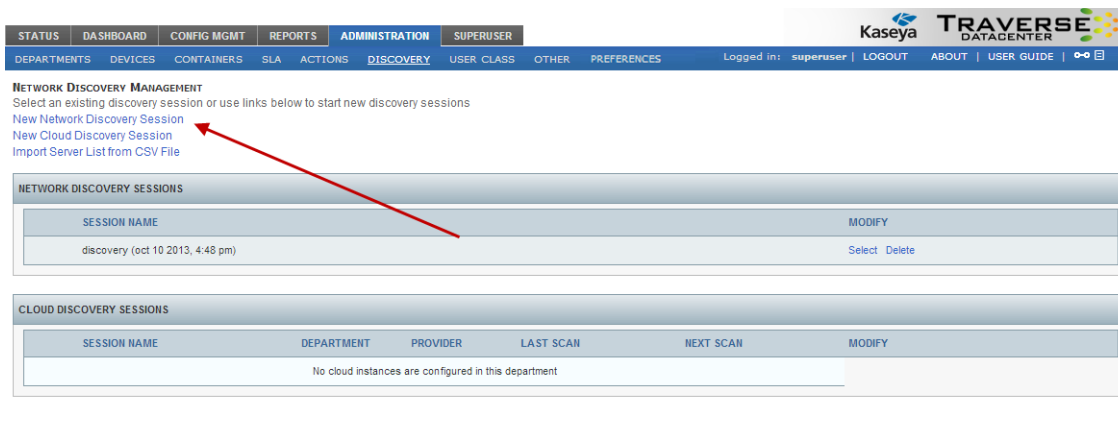 Kaseya TRAVERSE DATACENTER
STATUS DASHBOARD CONFIG MGMT REPORTS ADMINISTRATION SUPERUSER
DEPARTMENTS DEVICES CONTAINERS SLA ACTIONS DISCOVERY USER CLASS OTHER PREFERENCES Logged in: superuser | LOGOUT ABOUT | USER GUIDE |
NETWORK DISCOVERY MANAGEMENT
Select an existing discovery session or use links below to start new discovery sessions
New Network Discovery Session
New Cloud Discovery Session
Import Server List from CSV File
NETWORK DISCOVERY SESSIONS
SESSION NAME MODIFY
discovery (oct 10 2013, 4:48 pm) Select Delete
CLOUD DISCOVERY SESSIONS
SESSION NAME DEPARTMENT PROVIDER LAST SCAN NEXT SCAN MODIFY
No cloud instances are configured in this department